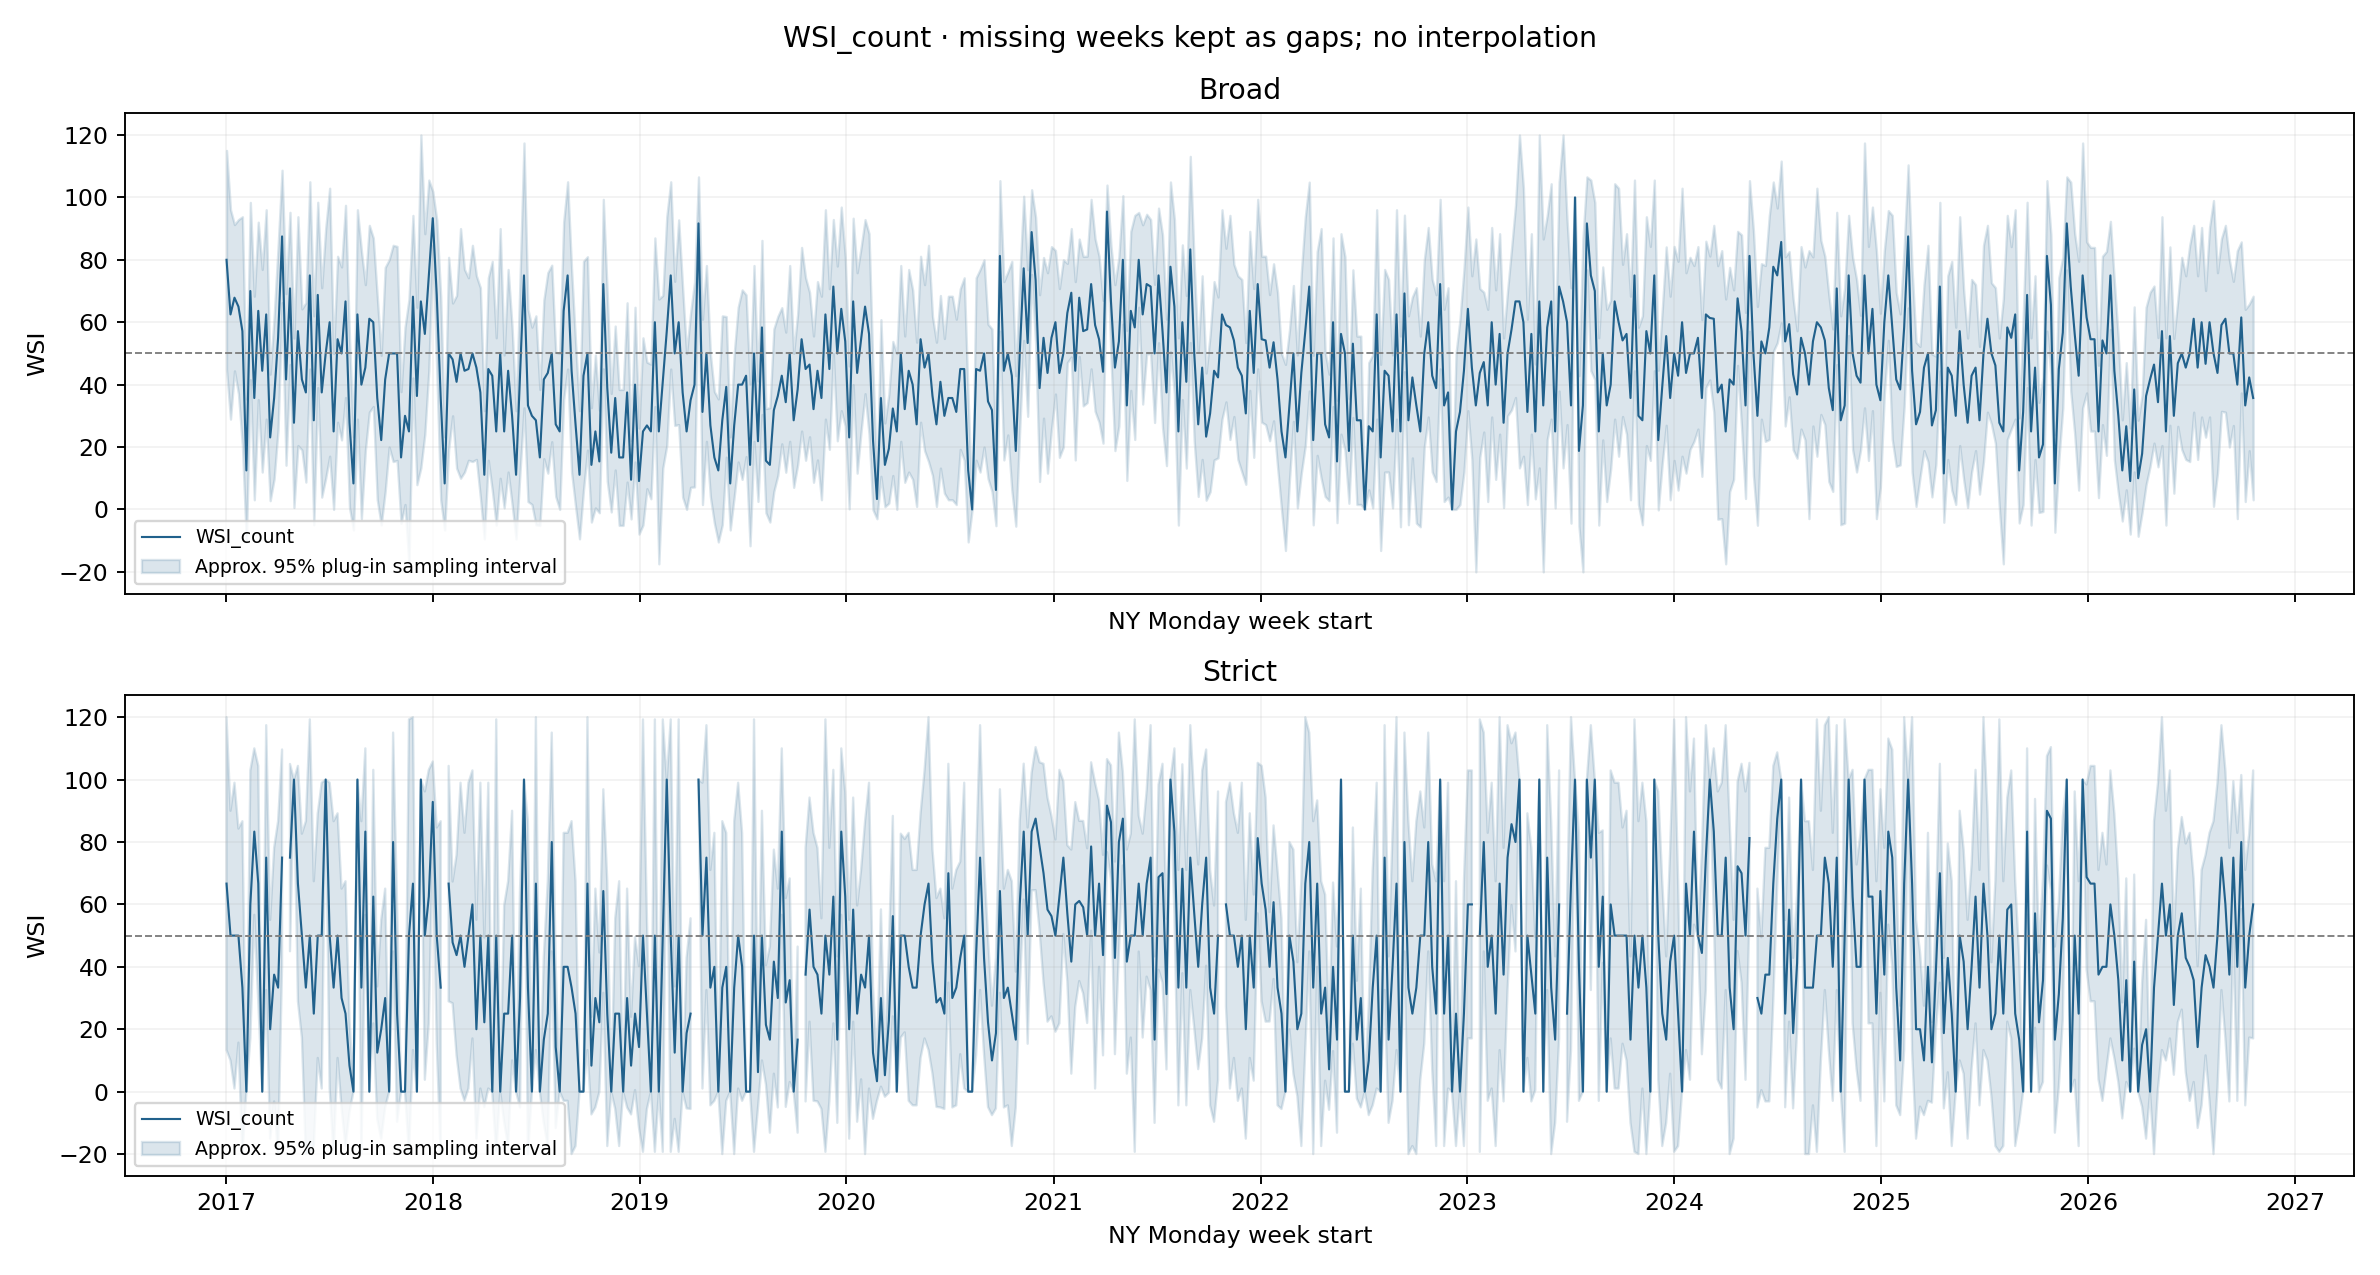 WSI_count · missing weeks kept as gaps; no interpolation
Broad
120
100
80
60
40
20
0
−20
WSI
WSI_count
Approx. 95% plug-in sampling interval
NY Monday week start
Strict
120
100
80
60
40
20
0
−20
WSI
WSI_count
Approx. 95% plug-in sampling interval
2017 2018 2019 2020 2021 2022 2023 2024 2025 2026 2027
NY Monday week start